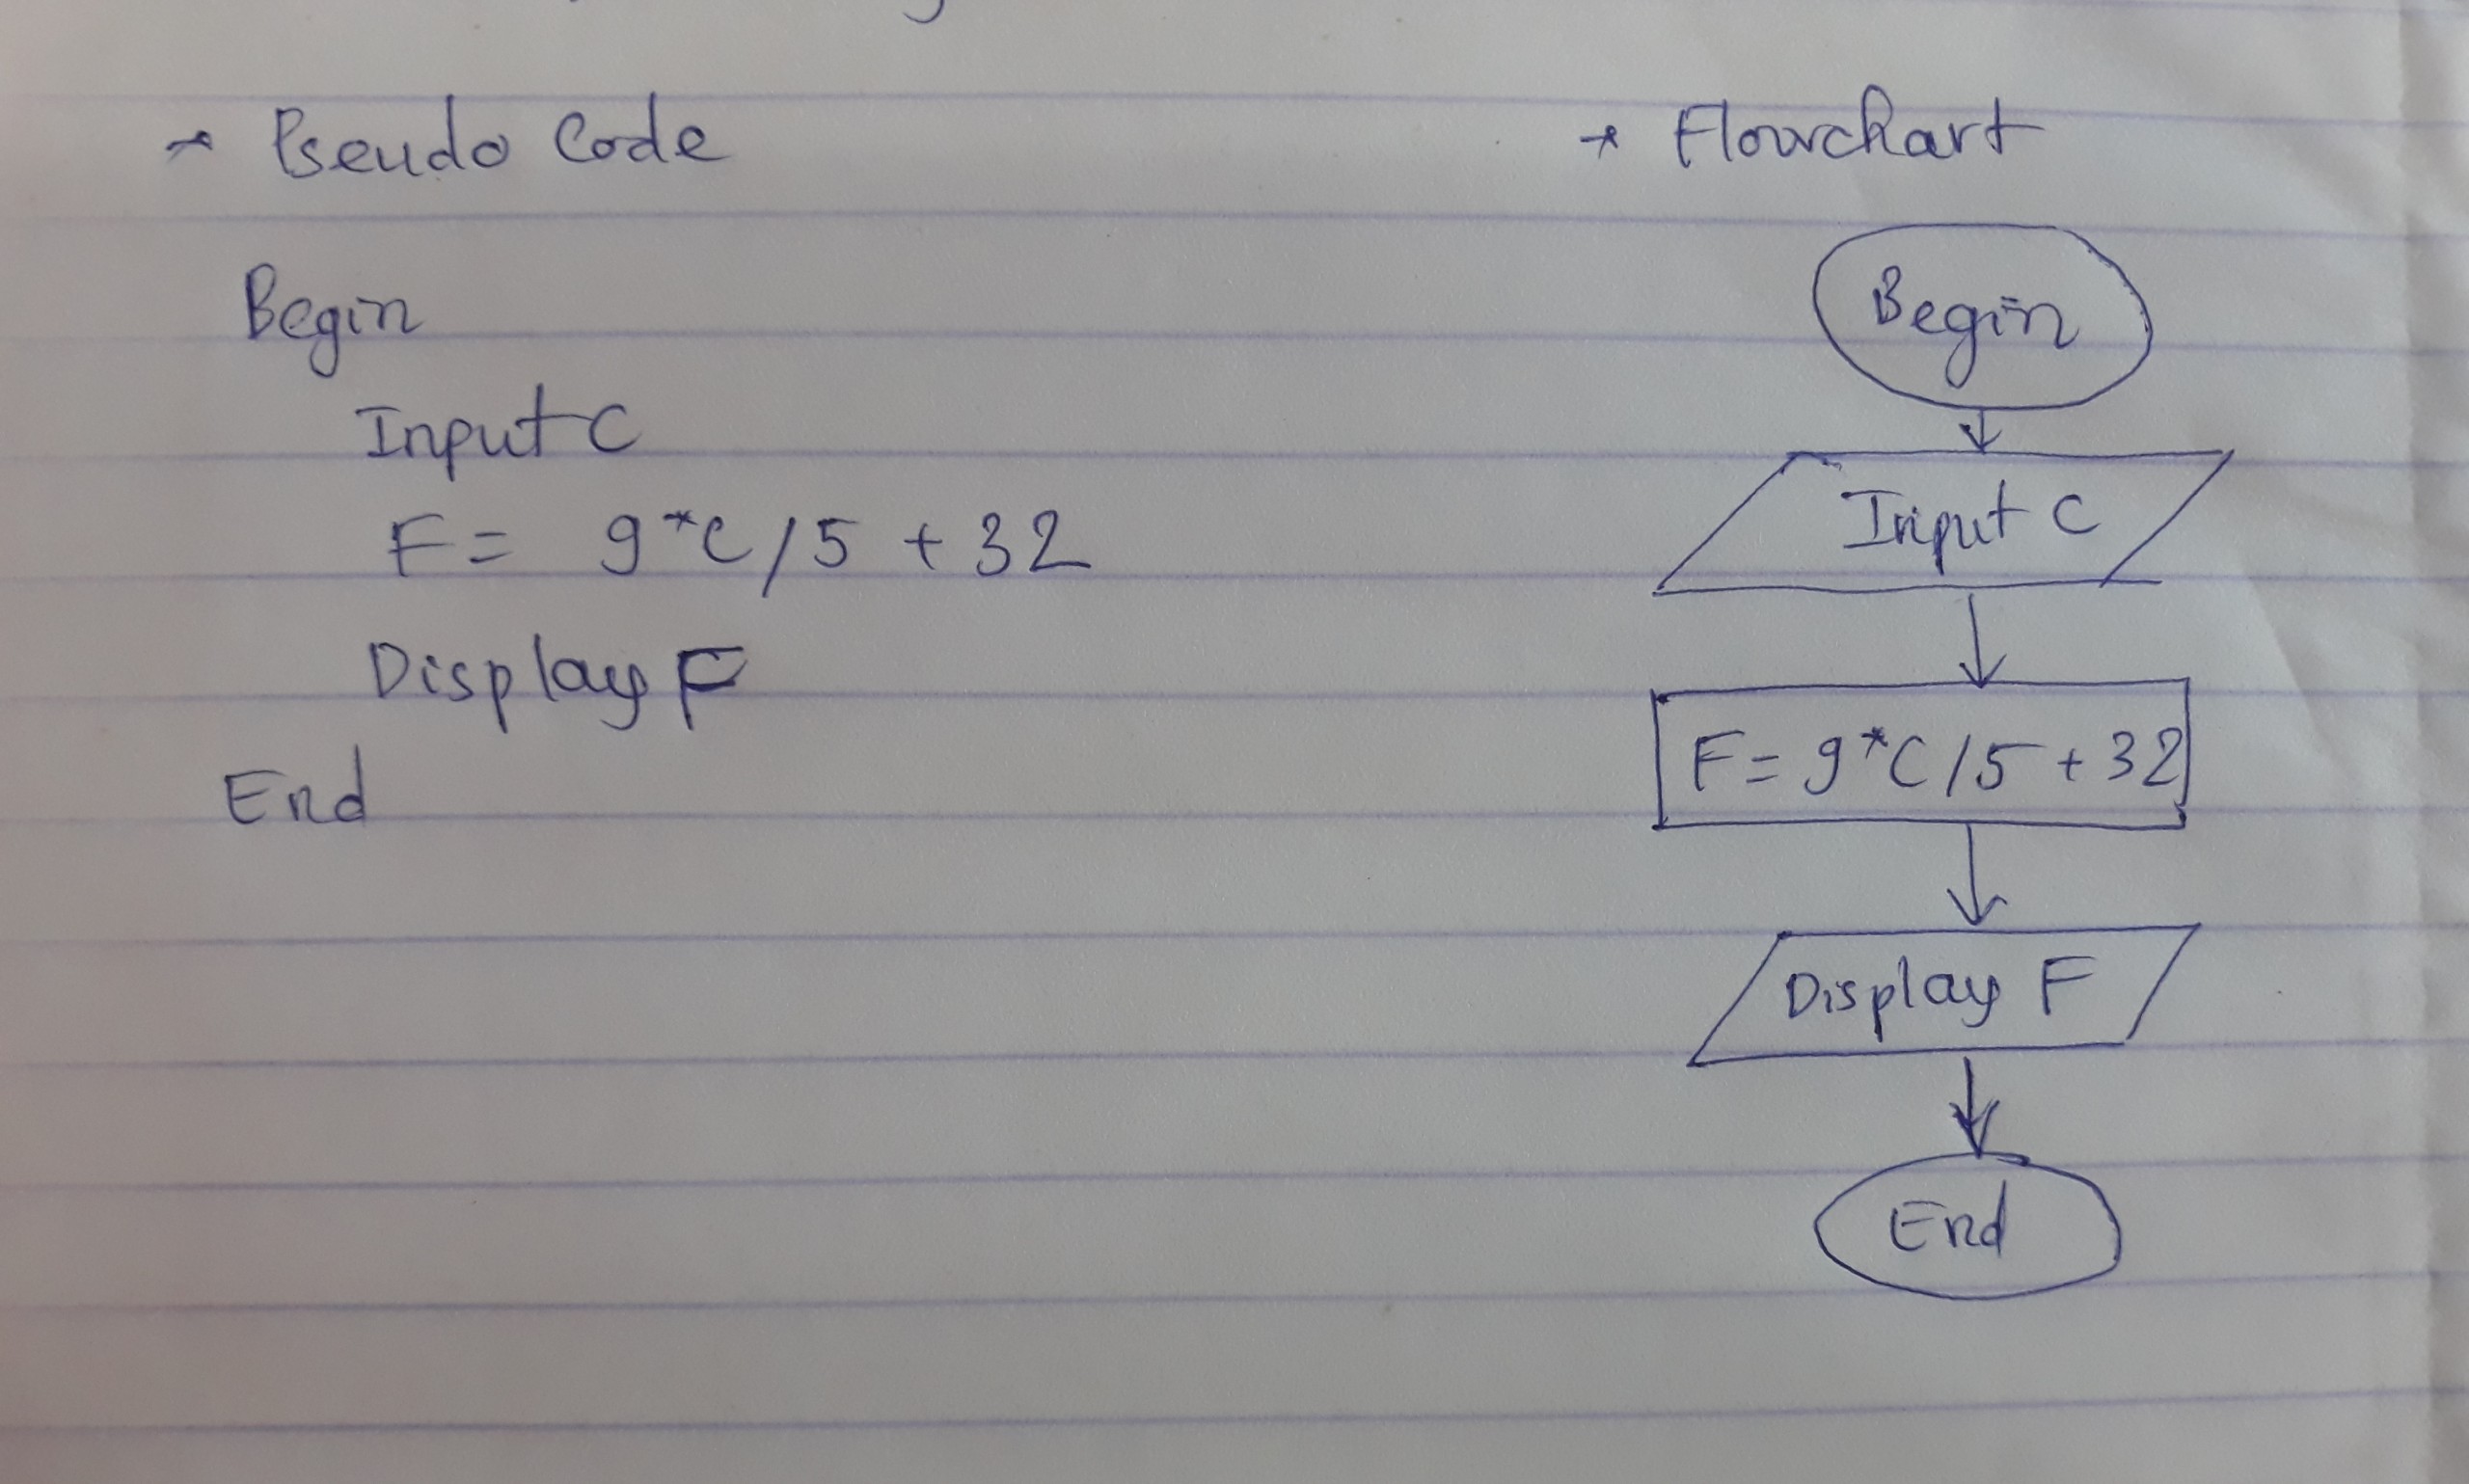 * Pseudo Code
Begin
Input C
F = 9*C/5 + 32
Display F
End
* Flowchart
Begin
Input C
F = 9*C/5 + 32
Display F
End